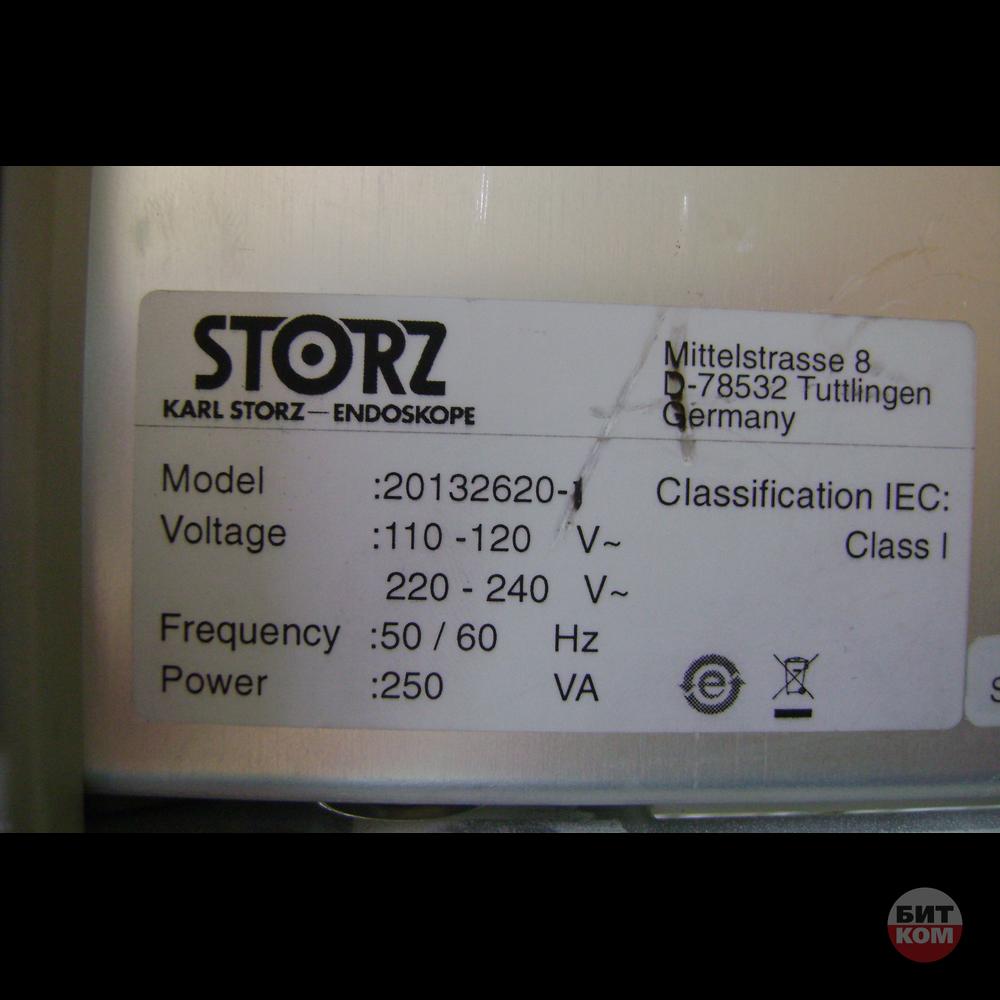 STORZ
KARL STORZ—ENDOSKOPE
Mittelstrasse 8
D-78532 Tuttlingen
Germany
Model :20132620-1
Voltage :110 -120 V~
220 - 240 V~
Frequency :50 / 60 Hz
Power :250 VA
Classification IEC:
Class I
e
S
БИТ
КОМ